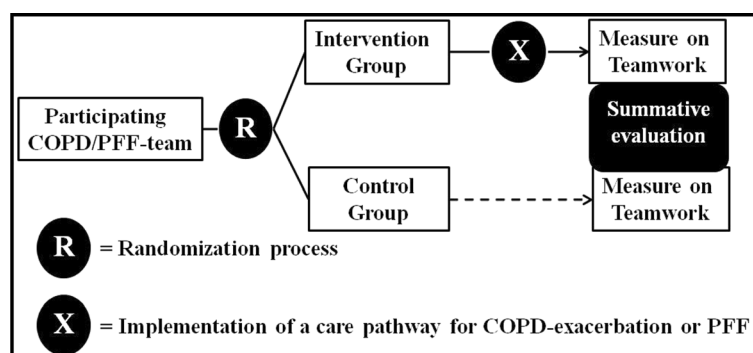 Participating
COPD/PFF-team
R
Intervention
Group
X
Measure on
Teamwork
Summative
evaluation
Control
Group
Measure on
Teamwork
R = Randomization process
X = Implementation of a care pathway for COPD-exacerbation or PFF